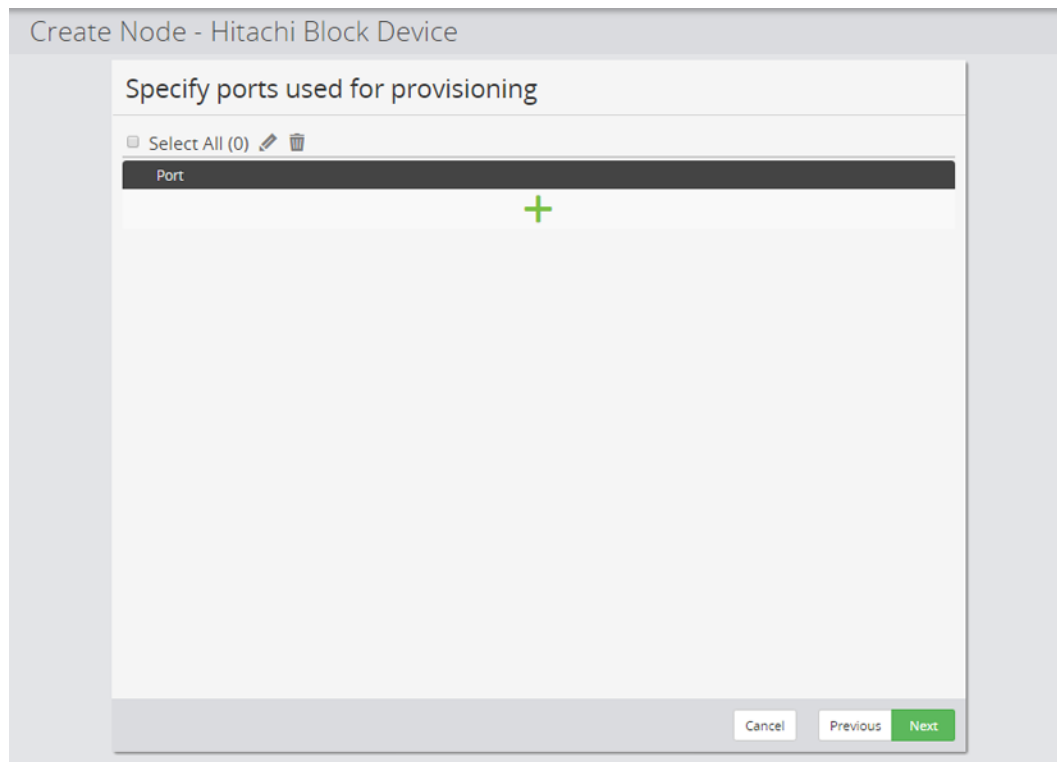 Create Node - Hitachi Block Device
Specify ports used for provisioning
Select All (0)
Port
Cancel Previous Next